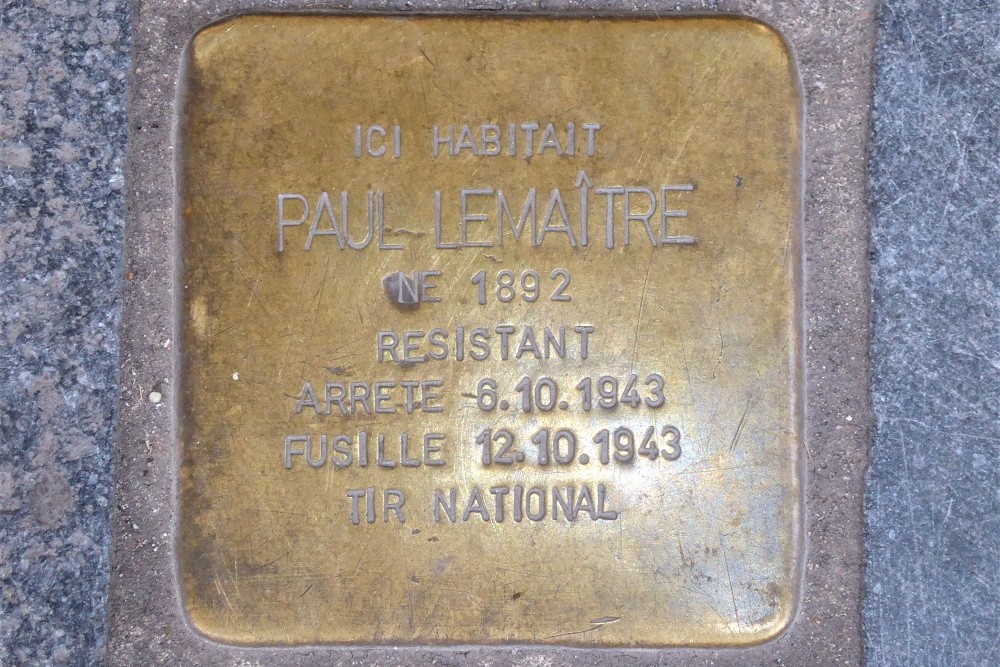 ICI HABITAIT
PAUL LEMAÎTRE
NE 1892
RESISTANT
ARRETE 6.10.1943
FUSILLE 12.10.1943
TIR NATIONAL